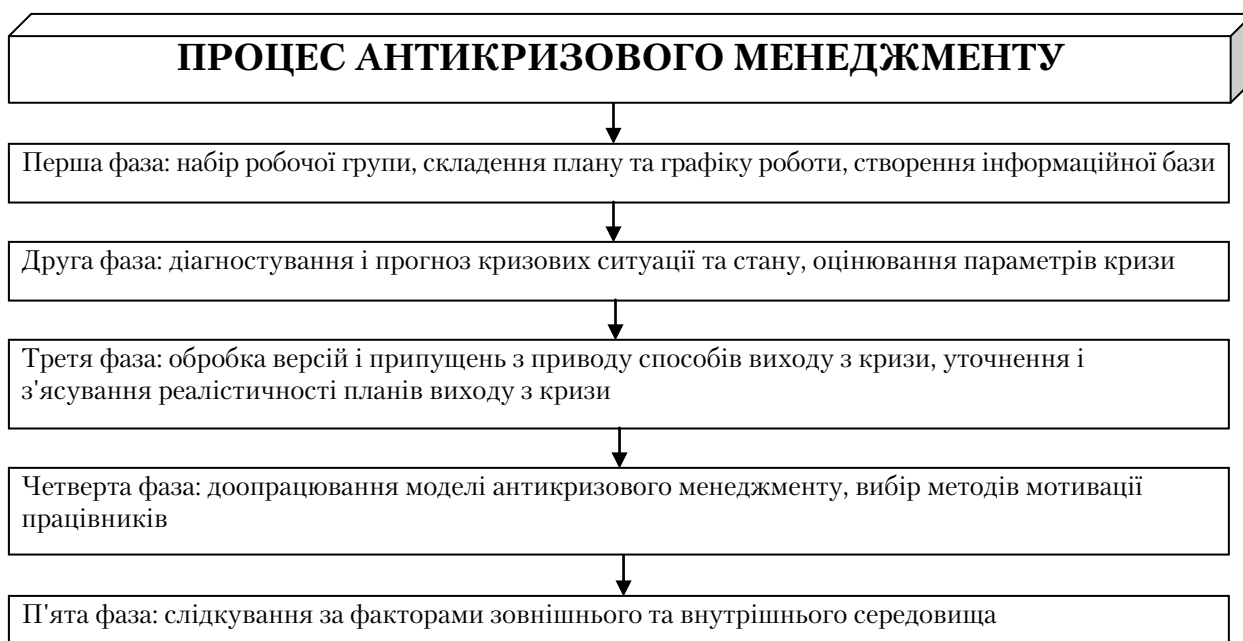 ПРОЦЕС АНТИКРИЗОВОГО МЕНЕДЖМЕНТУ
Перша фаза: набір робочої групи, складення плану та графіку роботи, створення інформаційної бази
Друга фаза: діагностування і прогноз кризових ситуації та стану, оцінювання параметрів кризи
Третя фаза: обробка версій і припущень з приводу способів виходу з кризи, уточнення і
з'ясування реалістичності планів виходу з кризи
Четверта фаза: доопрацювання моделі антикризового менеджменту, вибір методів мотивації
працівників
П'ята фаза: слідкування за факторами зовнішнього та внутрішнього середовища